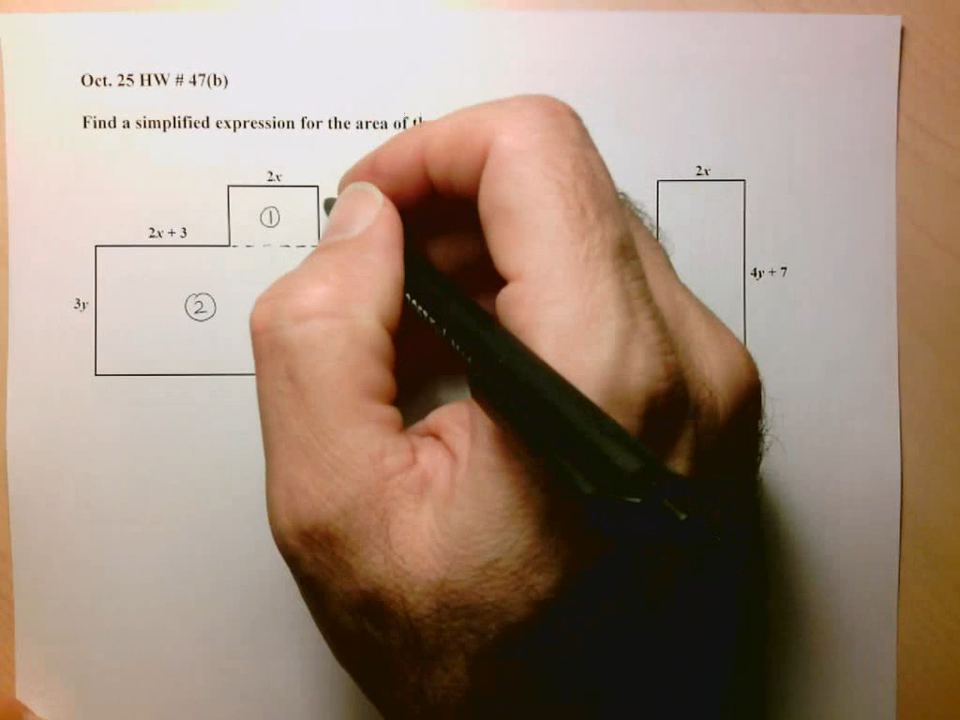 Oct. 25 HW # 47(b)
Find a simplified expression for the area of
2x
2x
1
2x + 3
4y + 7
3y
2